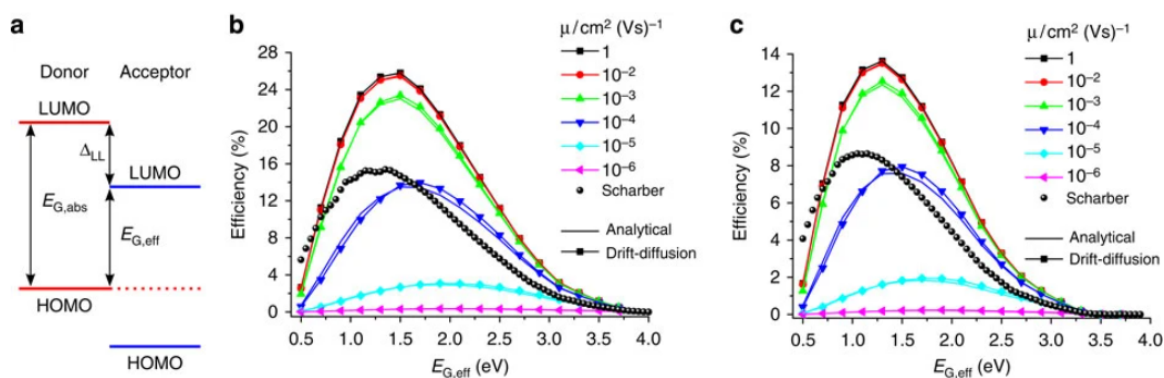 a
Donor
Acceptor
LUMO
Δ_LL
LUMO
E_G,abs
E_G,eff
HOMO
HOMO
b
μ/cm² (Vs)⁻¹
1
10⁻²
10⁻³
10⁻⁴
10⁻⁵
10⁻⁶
Scharber
Analytical
Drift-diffusion
Efficiency (%)
28
24
20
16
12
8
4
0
0.5 1.0 1.5 2.0 2.5 3.0 3.5 4.0
E_G,eff (eV)
c
μ/cm² (Vs)⁻¹
1
10⁻²
10⁻³
10⁻⁴
10⁻⁵
10⁻⁶
Scharber
Analytical
Drift-diffusion
Efficiency (%)
14
12
10
8
6
4
2
0
0.5 1.0 1.5 2.0 2.5 3.0 3.5 4.0
E_G,eff (eV)